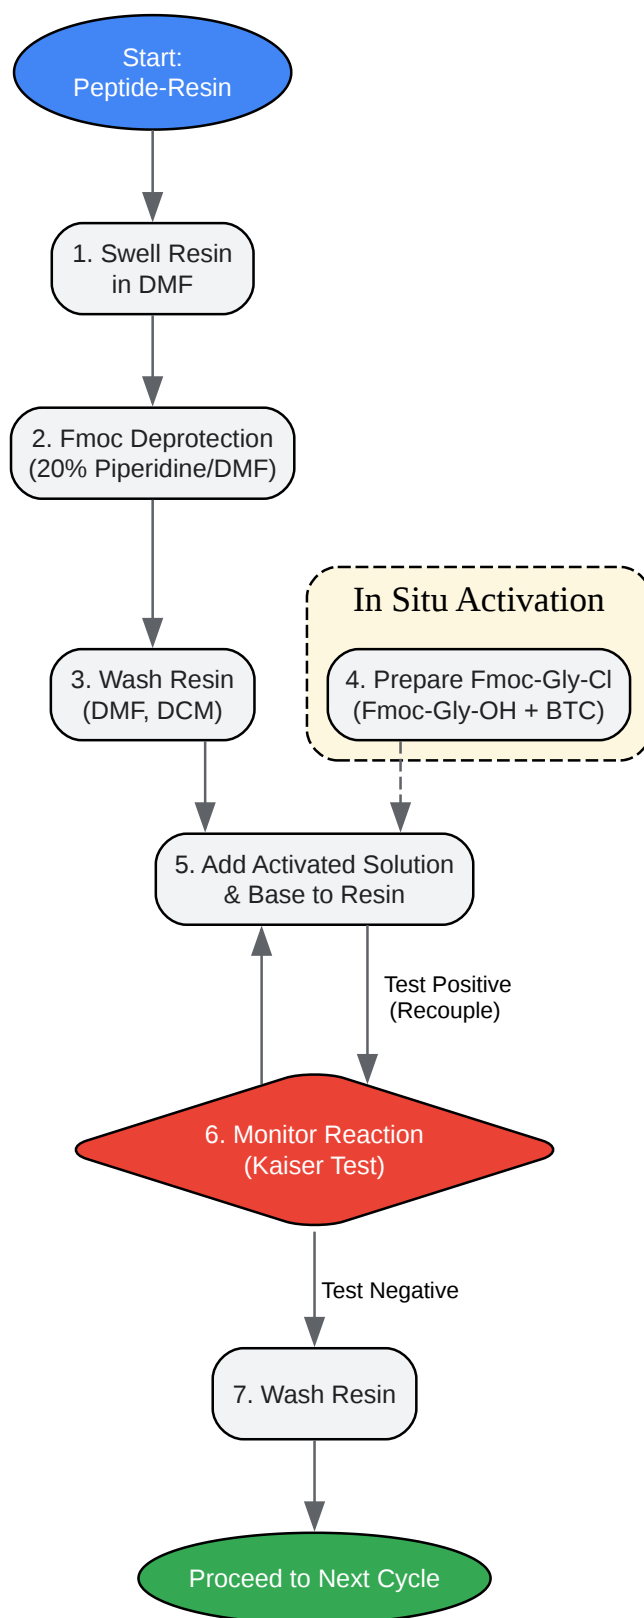 Start:
Peptide-Resin
1. Swell Resin
in DMF
2. Fmoc Deprotection
(20% Piperidine/DMF)
In Situ Activation
3. Wash Resin
(DMF, DCM)
4. Prepare Fmoc-Gly-Cl
(Fmoc-Gly-OH + BTC)
5. Add Activated Solution
& Base to Resin
Test Positive
(Recouple)
6. Monitor Reaction
(Kaiser Test)
Test Negative
7. Wash Resin
Proceed to Next Cycle